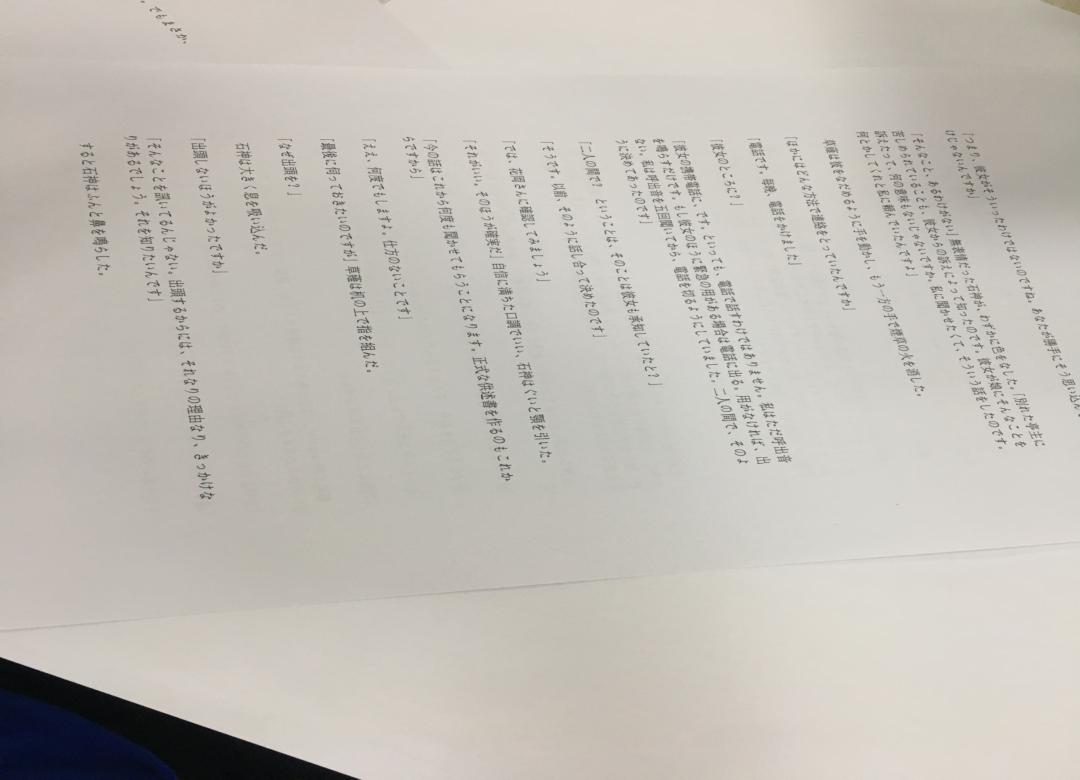 「つまり、彼女がそういったわけではないのですね。あなたが勝手にそう思い込ん
けじゃないんですか」
「そんなこと、あるわけがない」無表情だった石神が、わずかに色をなした。「別れた亭主に
苦しめられているとも、彼女からの訴えによって知ったのです。彼女が娘にそんなことを
訴えたって、何の意味もないじゃないですか。私に聞かせたくて、そういう話をしたのです。
何とかしてくれと私に頼んでいたんですよ」
草薙は彼をなだめるように手を動かし、もう一方の手で煙草の火を消した。
「ほかにはどんな方法で連絡をとっていたんですか」
「電話です。毎晩、電話をかけました」
「彼女のところに?」
「彼女の携帯電話に、です。といっても、電話で話すわけではありません。私はただ呼出音
を鳴らすだけです。もし彼女のほうに緊急の用がある場合は電話に出る。用がなければ、出
ない。私は呼出音を五回聞いてから、電話を切るようにしていました。二人の間で、そのよ
うに決めてあったのです」
「二人の間で? ということは、そのことは彼女も承知していたと?」
「そうです。以前、そのように話し合って決めたのです」
「では、花岡さんに確認してみましょう」
「それがいい。そのほうが確実だ」自信に満ちた口調でいい、石神はぐいと顎を引いた。
「今の話はこれから何度も聞かせてもらうことになります。正式な供述書を作るのもこれか
らですから」
「ええ、何度でもしますよ。仕方のないことです」
「最後に伺っておきたいのですが」草薙は机の上で指を組んだ。
「なぜ出頭を?」
石神は大きく息を吸い込んだ。
「出頭しないほうがよかったですか」
「そんなことを訊いてるんじゃない。出頭するからには、それなりの理由なり、きっかけな
りがあるでしょう。それを知りたいんです」
すると石神はふんと鼻を鳴らした。
。でもまさか、